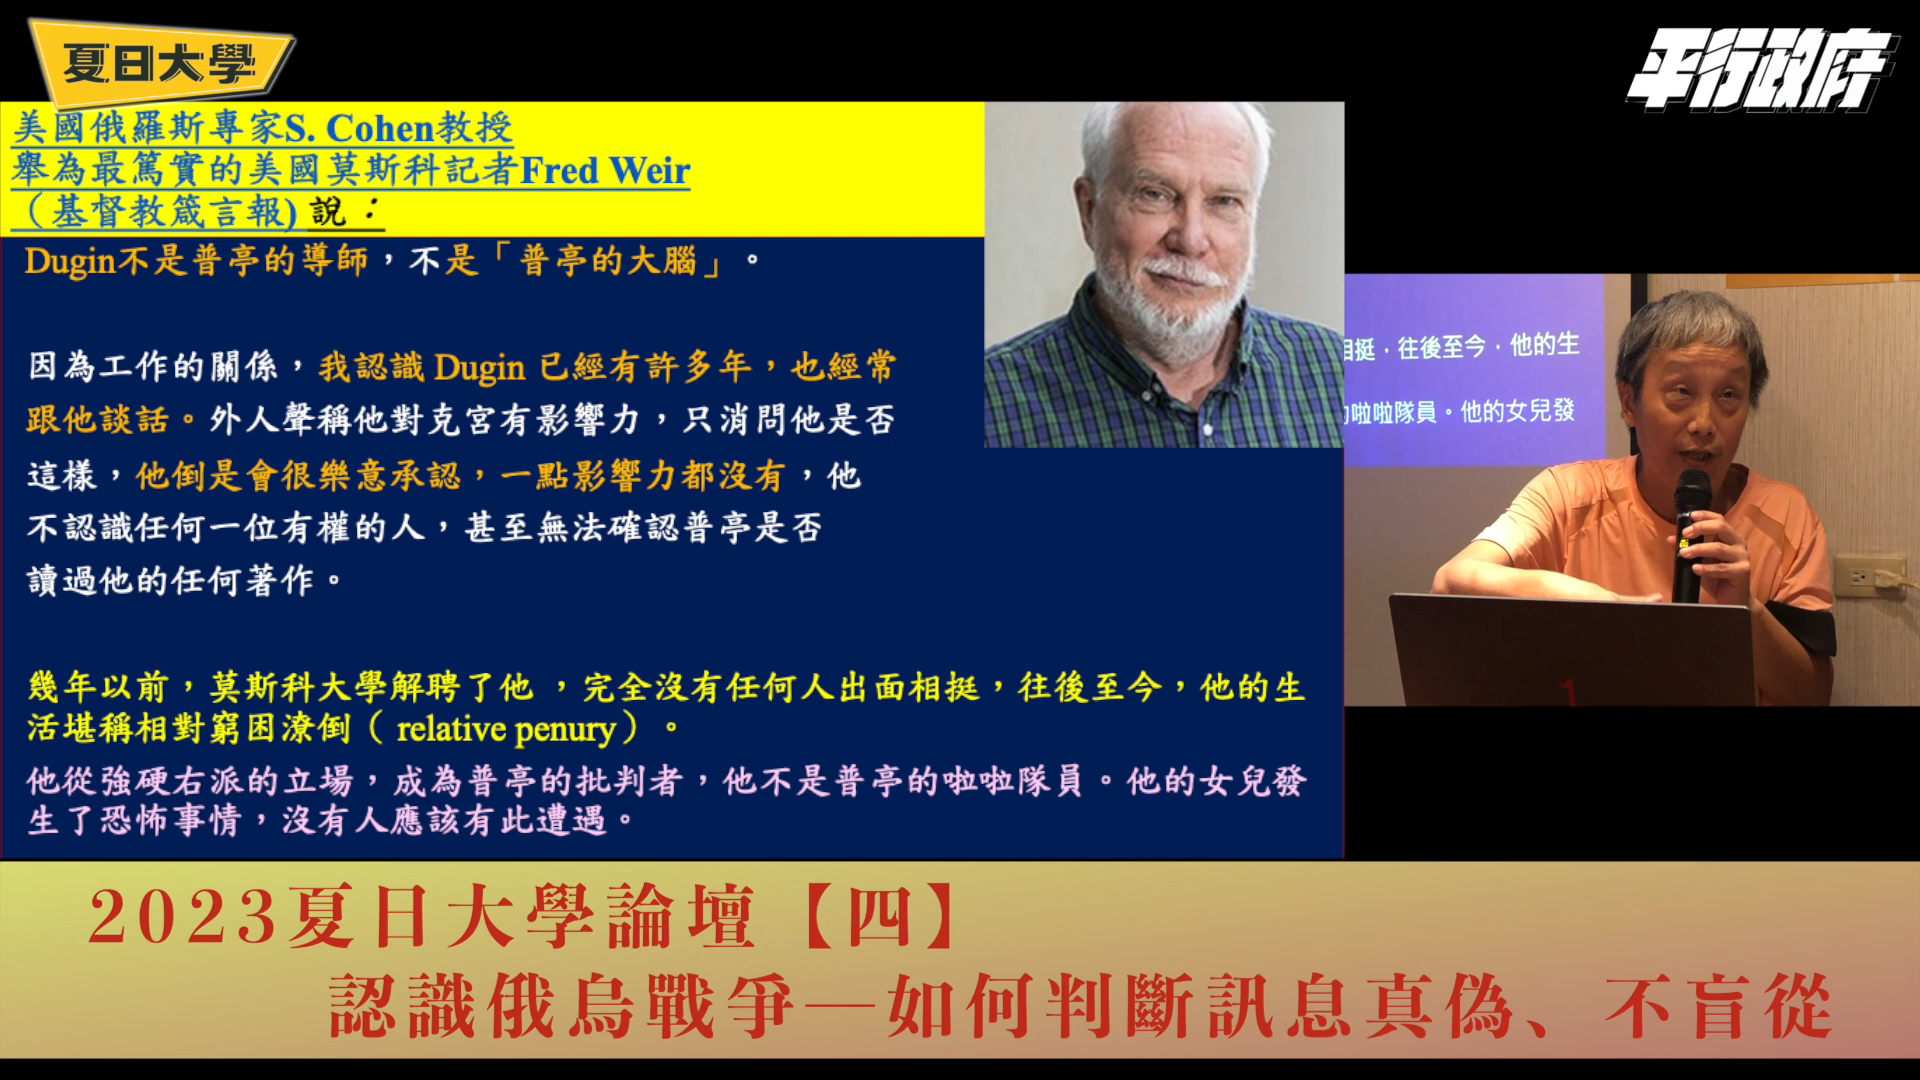 夏日大學
平行政府
美國俄羅斯專家S. Cohen教授
舉為最篤實的美國莫斯科記者Fred Weir
（基督教箴言報) 說：
Dugin不是普亭的導師，不是「普亭的大腦」。
因為工作的關係，我認識 Dugin 已經有許多年，也經常
跟他談話。外人聲稱他對克宮有影響力，只消問他是否
這樣，他倒是會很樂意承認，一點影響力都沒有，他
不認識任何一位有權的人，甚至無法確認普亭是否
讀過他的任何著作。
幾年以前，莫斯科大學解聘了他 ，完全沒有任何人出面相挺，往後至今，他的生
活堪稱相對窮困潦倒（ relative penury）。
他從強硬右派的立場，成為普亭的批判者，他不是普亭的啦啦隊員。他的女兒發
生了恐怖事情，沒有人應該有此遭遇。
相挺，往後至今，他的生
的啦啦隊員。他的女兒發
2023夏日大學論壇【四】
認識俄烏戰爭—如何判斷訊息真偽、不盲從